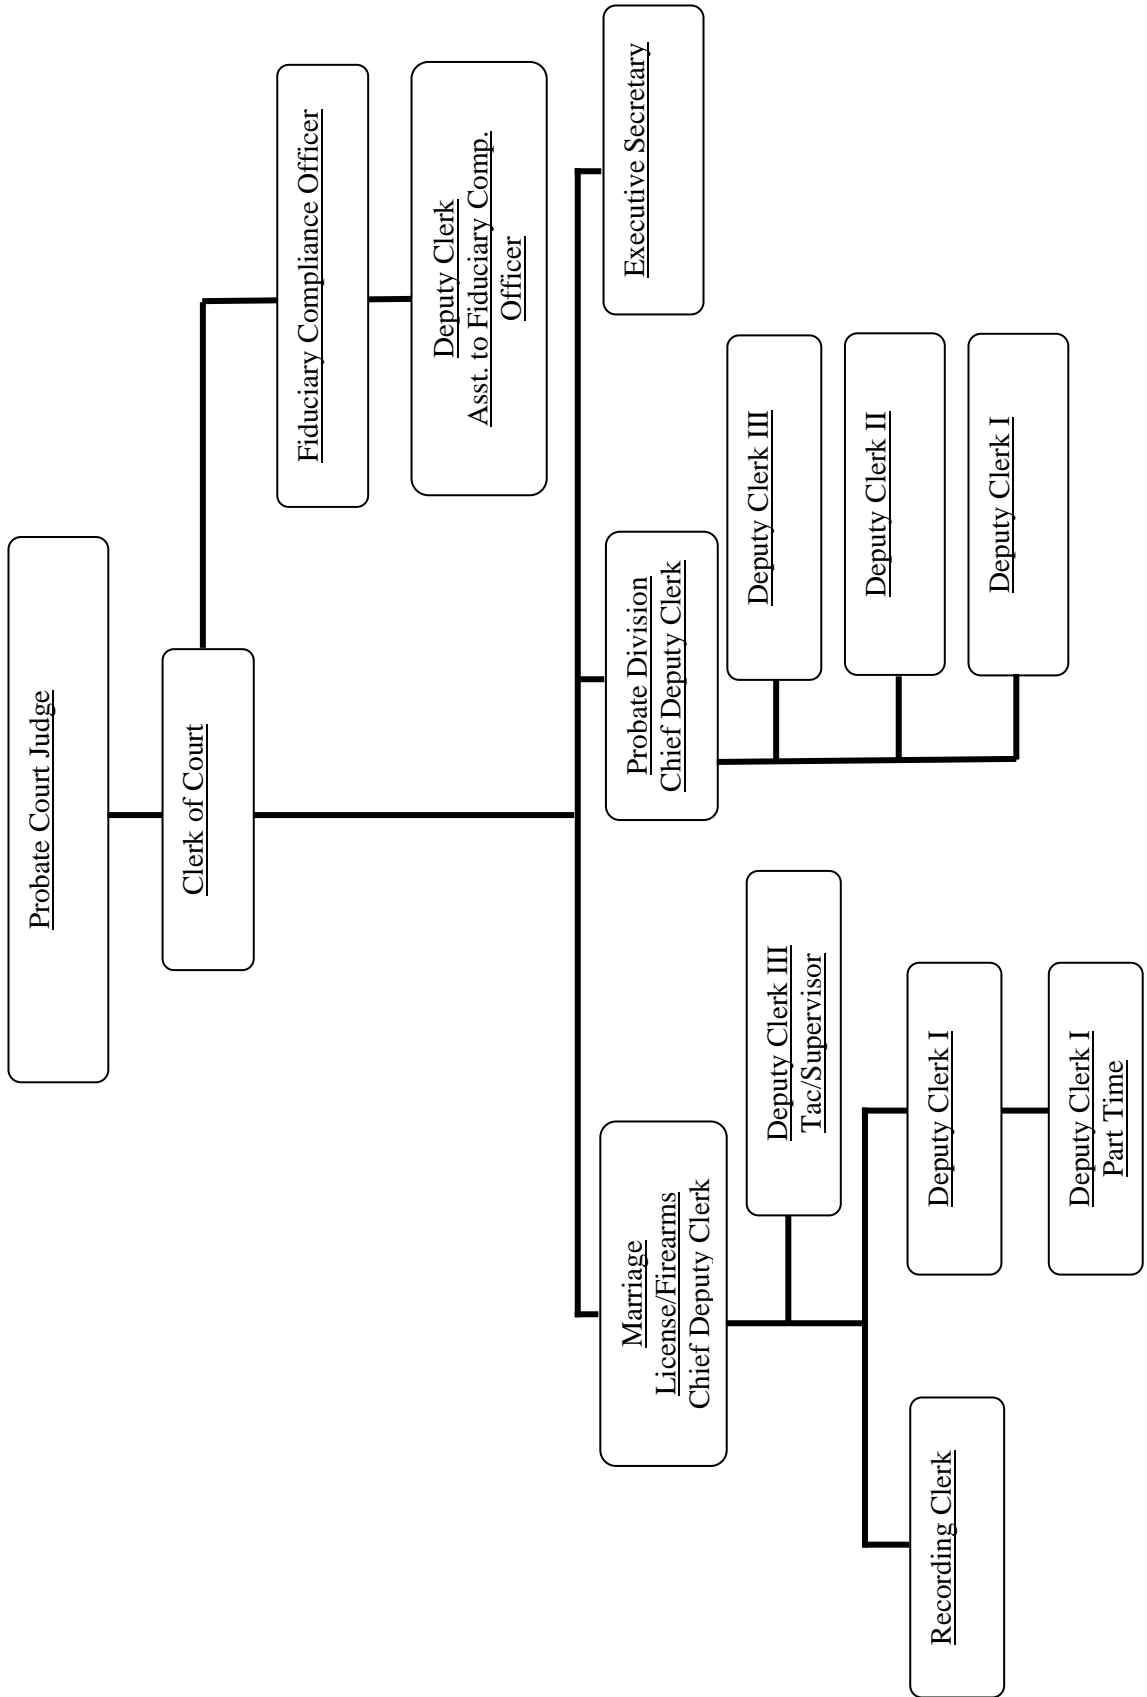 Probate Court Judge
Clerk of Court
Fiduciary Compliance Officer
Deputy Clerk
Asst. to Fiduciary Comp.
Officer
Marriage
License/Firearms
Chief Deputy Clerk
Probate Division
Chief Deputy Clerk
Executive Secretary
Deputy Clerk III
Tac/Supervisor
Deputy Clerk III
Deputy Clerk II
Deputy Clerk I
Recording Clerk
Deputy Clerk I
Deputy Clerk I
Part Time